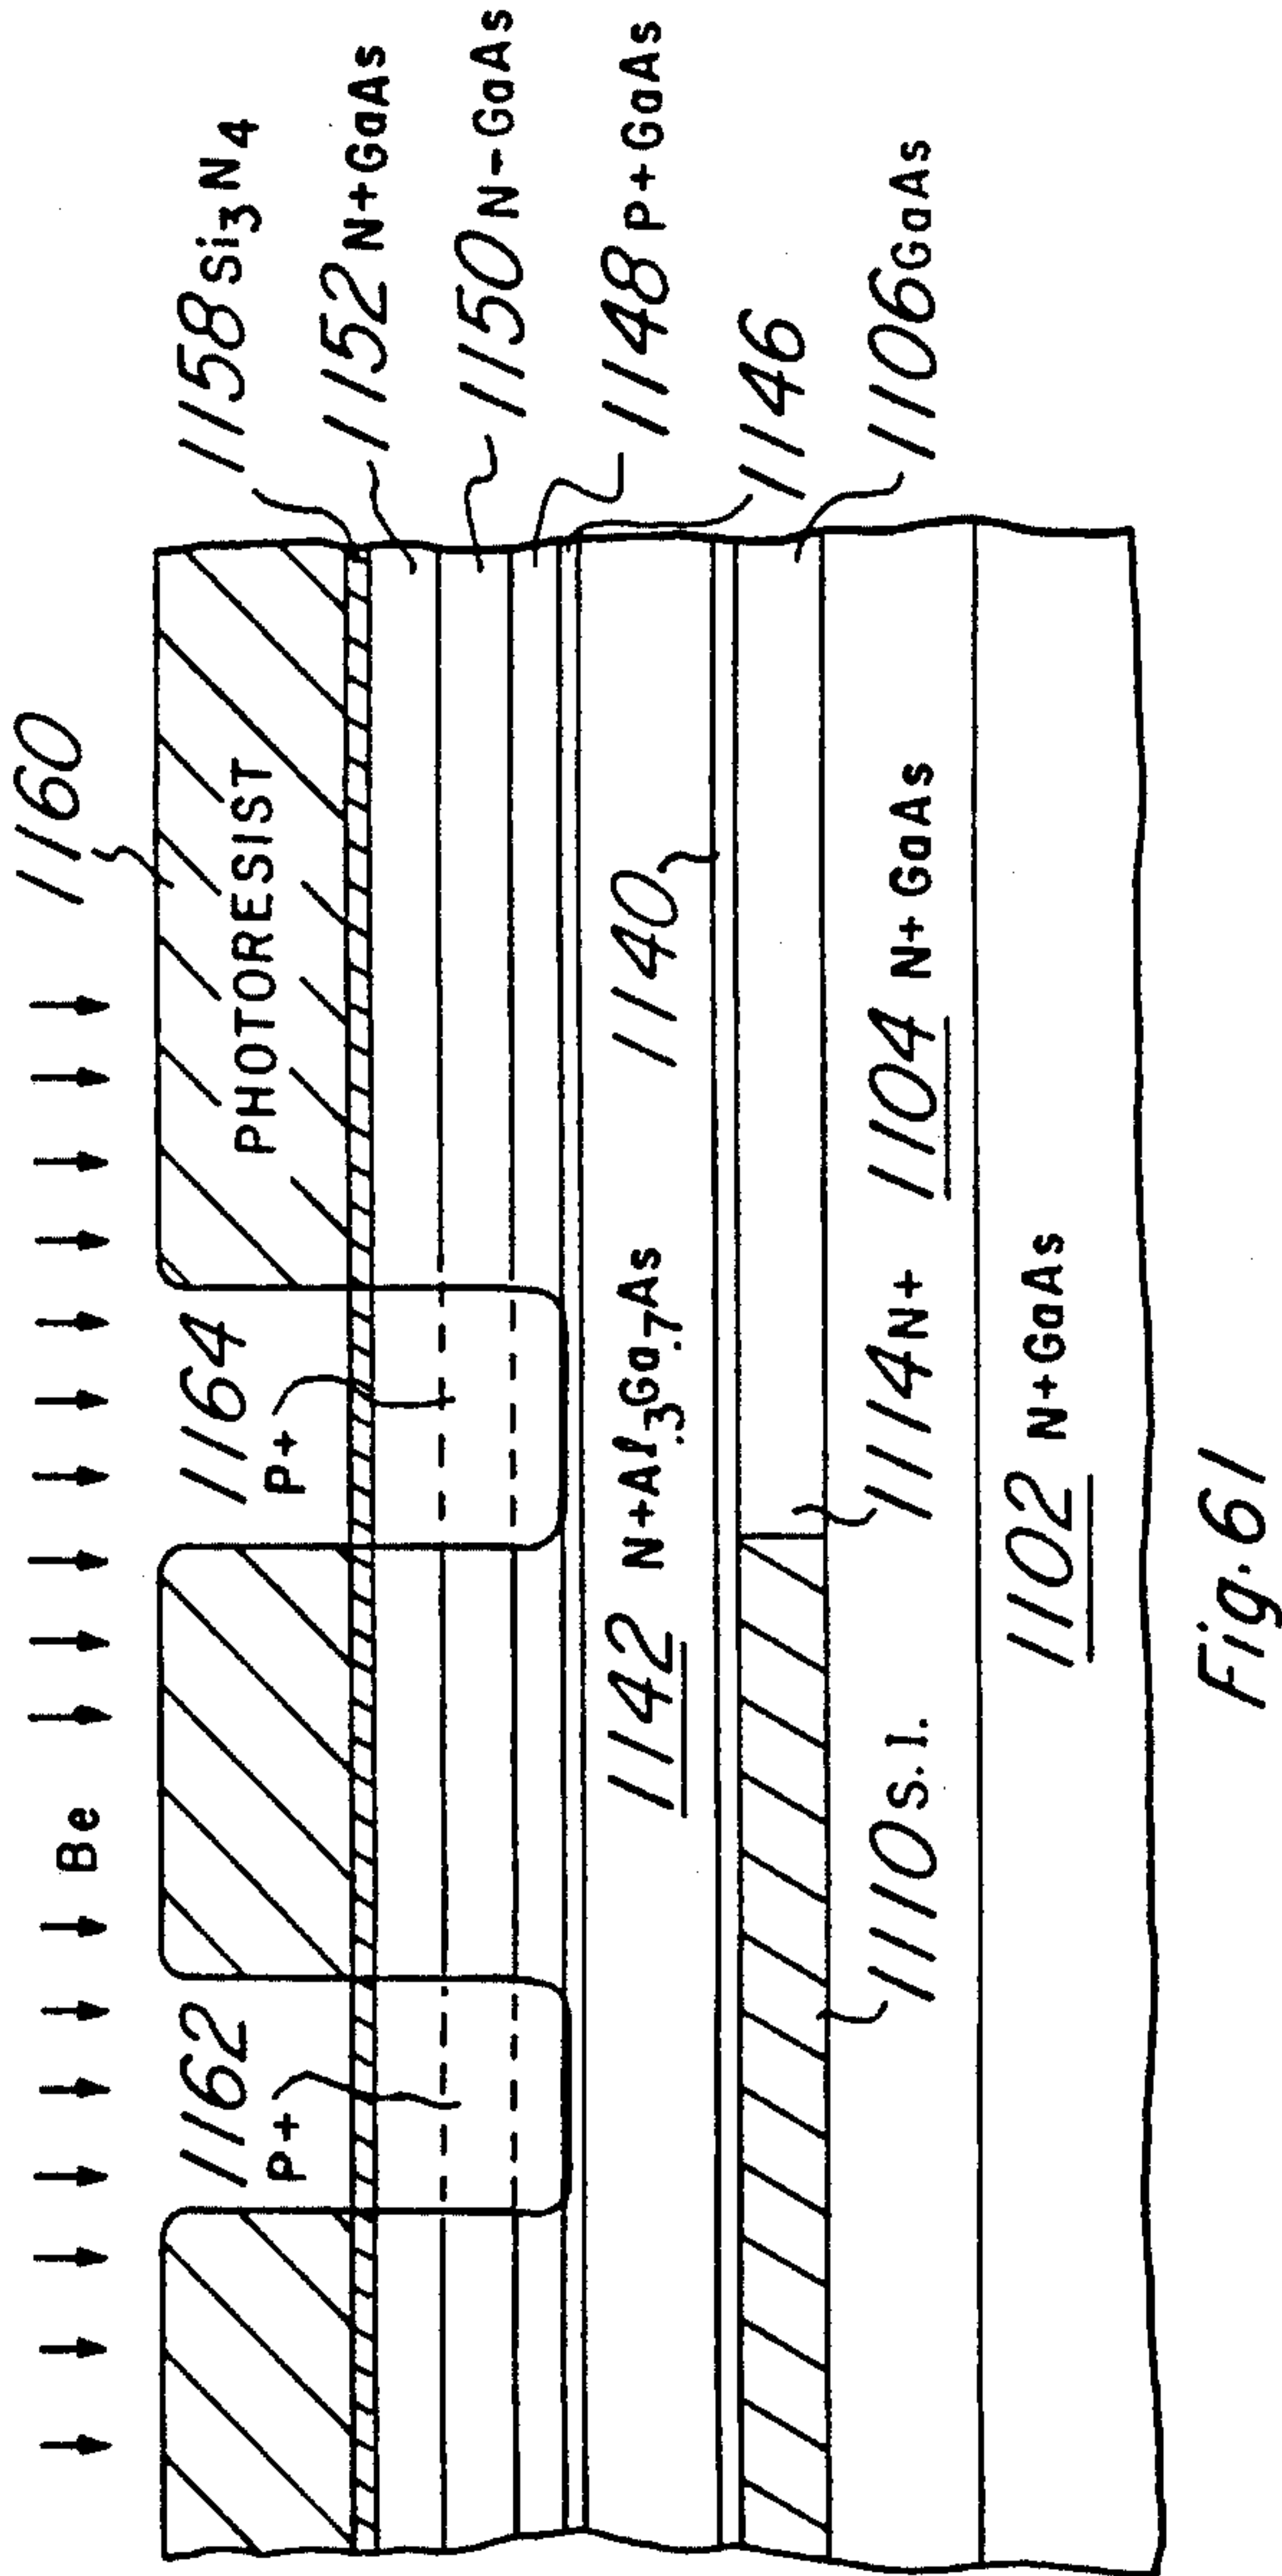 1160
Be
PHOTORESIST
1162
P+
1164
P+
1158 Si3N4
1152 N+GaAs
1150 N-GaAs
1148 P+GaAs
1146
1106 GaAs
1142 N+Al.3Ga.7As
1140
1110 S.I.
1114 N+
1104 N+GaAs
1102 N+GaAs
Fig. 61